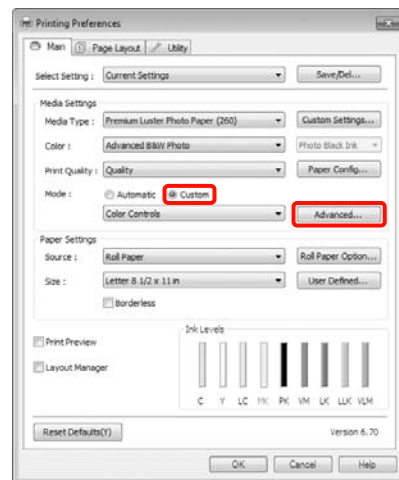 Printing Preferences
Main Page Layout Utility
Select Setting : Current Settings Save/Del...
Media Settings
Media Type : Premium Luster Photo Paper (260) Custom Settings...
Color : Advanced B&W Photo Photo Black Ink
Print Quality : Quality Paper Config...
Mode : Automatic Custom
Color Controls Advanced...
Paper Settings
Source : Roll Paper Roll Paper Option...
Size : Letter 8 1/2 x 11 in User Defined...
Borderless
Print Preview
Layout Manager
Ink Levels
C Y LC MK PK VM LK LLK VLM
Reset Defaults(Y) Version 6.70
OK Cancel Help